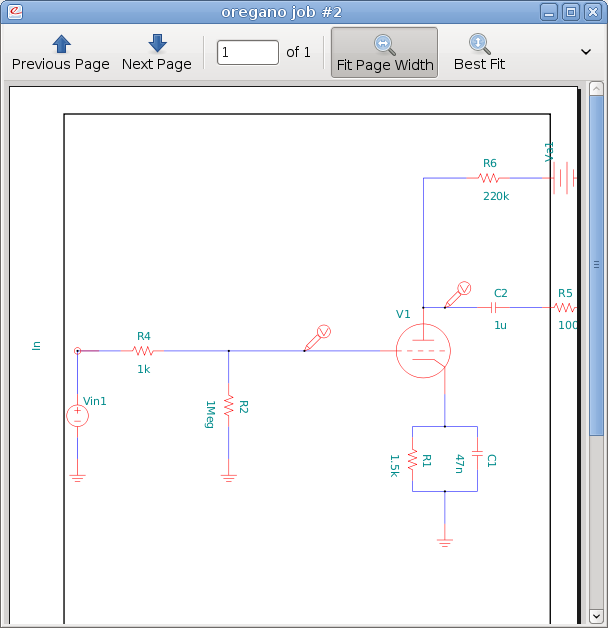 oregano job #2
Previous Page
Next Page
1
of 1
Fit Page Width
Best Fit
Va1
R6
220k
V
C2
R5
V1
1u
100
V
In
R4
1k
Vin1
R2
1Meg
R1
1.5k
C1
47n